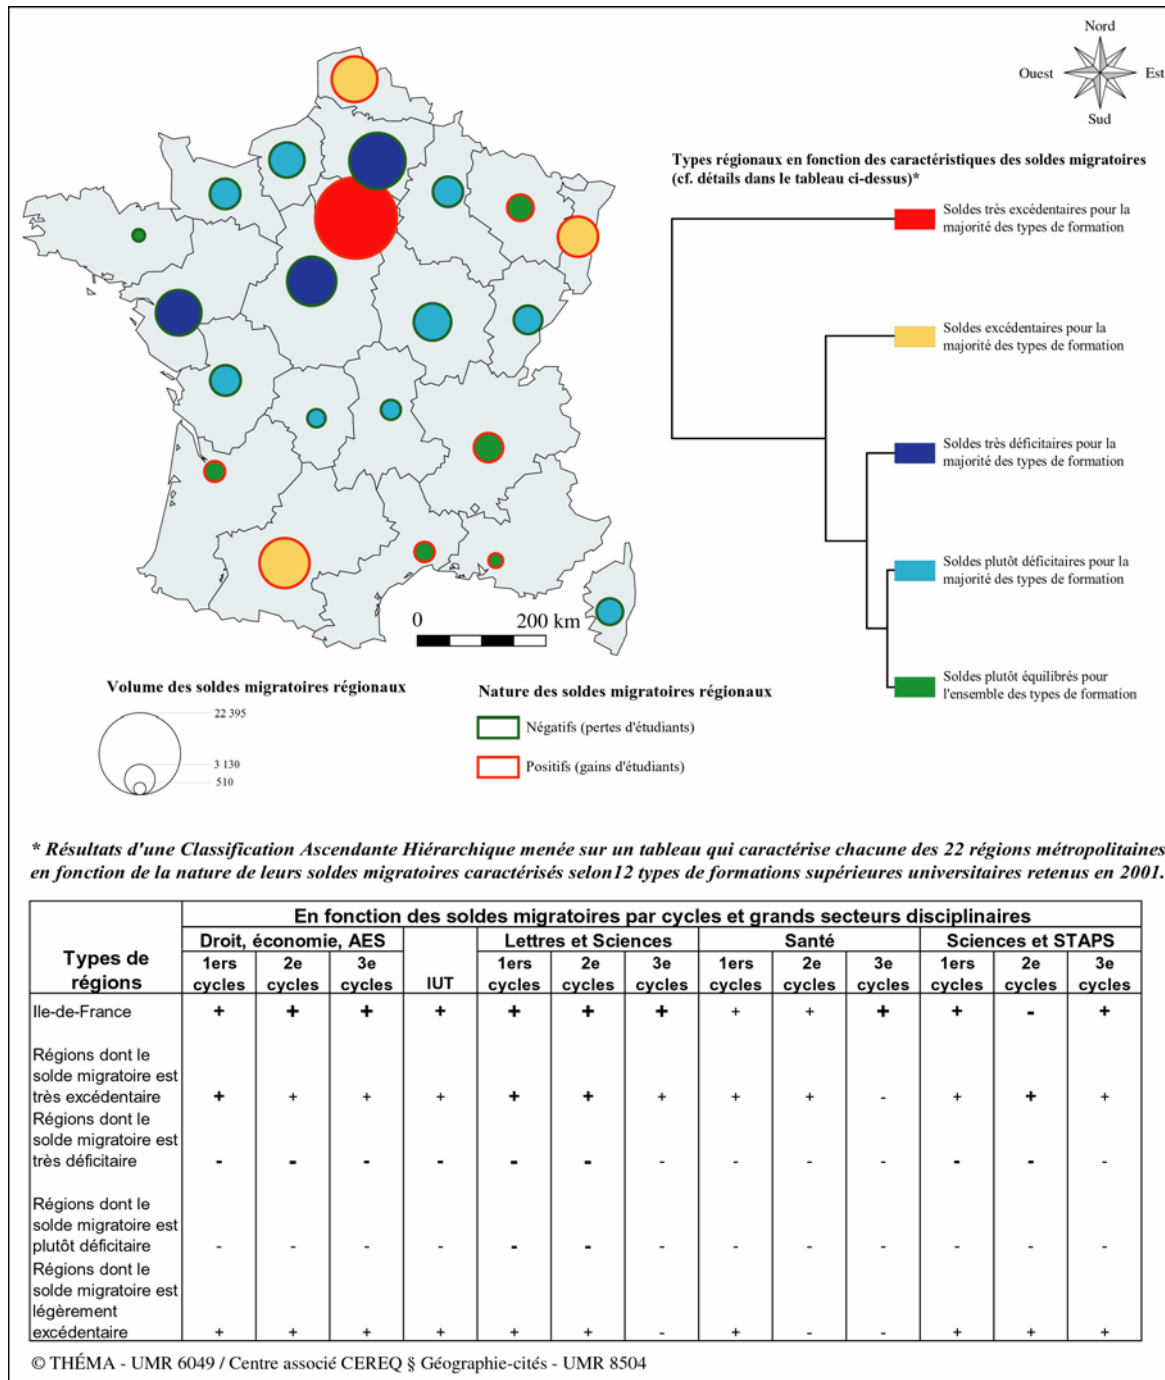 Nord
Ouest
Est
Sud
Types régionaux en fonction des caractéristiques des soldes migratoires
(cf. détails dans le tableau ci-dessus)*
Soldes très excédentaires pour la
majorité des types de formation
Soldes excédentaires pour la
majorité des types de formation
Soldes très déficitaires pour la
majorité des types de formation
Soldes plutôt déficitaires pour la
majorité des types de formation
Soldes plutôt équilibrés pour
l'ensemble des types de formation
0 200 km
Volume des soldes migratoires régionaux
22 395
3 130
510
Nature des soldes migratoires régionaux
Négatifs (pertes d'étudiants)
Positifs (gains d'étudiants)
* Résultats d'une Classification Ascendante Hiérarchique menée sur un tableau qui caractérise chacune des 22 régions métropolitaines
en fonction de la nature de leurs soldes migratoires caractérisés selon12 types de formations supérieures universitaires retenus en 2001.
Types de régions
En fonction des soldes migratoires par cycles et grands secteurs disciplinaires
Droit, économie, AES IUT Lettres et Sciences Santé Sciences et STAPS
1ers cycles 2e cycles 3e cycles 1ers cycles 2e cycles 3e cycles 1ers cycles 2e cycles 3e cycles 1ers cycles 2e cycles 3e cycles
Ile-de-France + + + + + + + + + + + - +
Régions dont le
solde migratoire est
très excédentaire + + + + + + + + + - + + +
Régions dont le
solde migratoire est
très déficitaire - - - - - - - - - - - - -
Régions dont le
solde migratoire est
plutôt déficitaire - - - - - - - - - - - - -
Régions dont le
solde migratoire est
légèrement
excédentaire + + + + + + - + - - + + +
© THÉMA - UMR 6049 / Centre associé CEREQ § Géographie-cités - UMR 8504